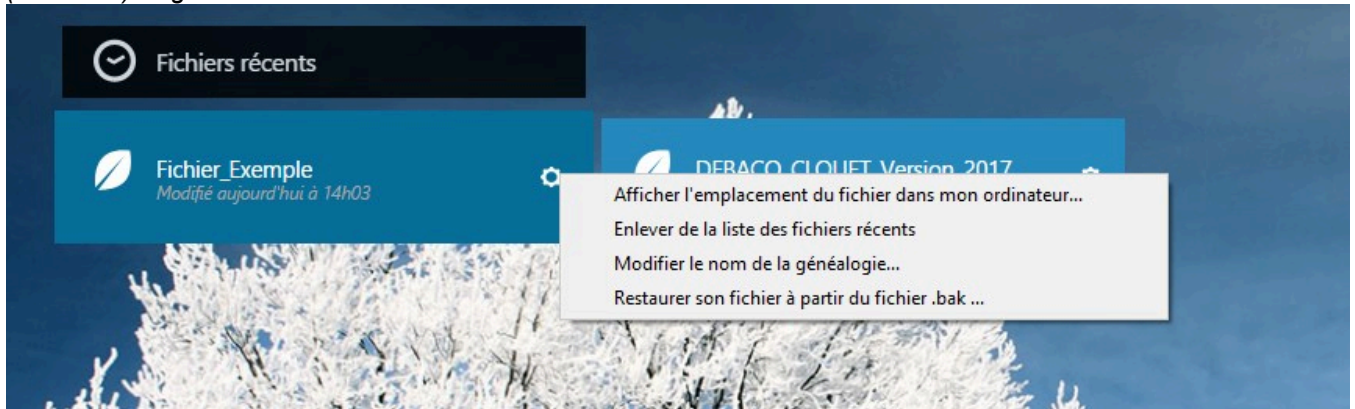 Fichiers récents
Fichier_Exemple
Modifié aujourd'hui à 14h03
DEBACQ_CLOUET_Version_2017
Afficher l'emplacement du fichier dans mon ordinateur...
Enlever de la liste des fichiers récents
Modifier le nom de la généalogie...
Restaurer son fichier à partir du fichier .bak ...